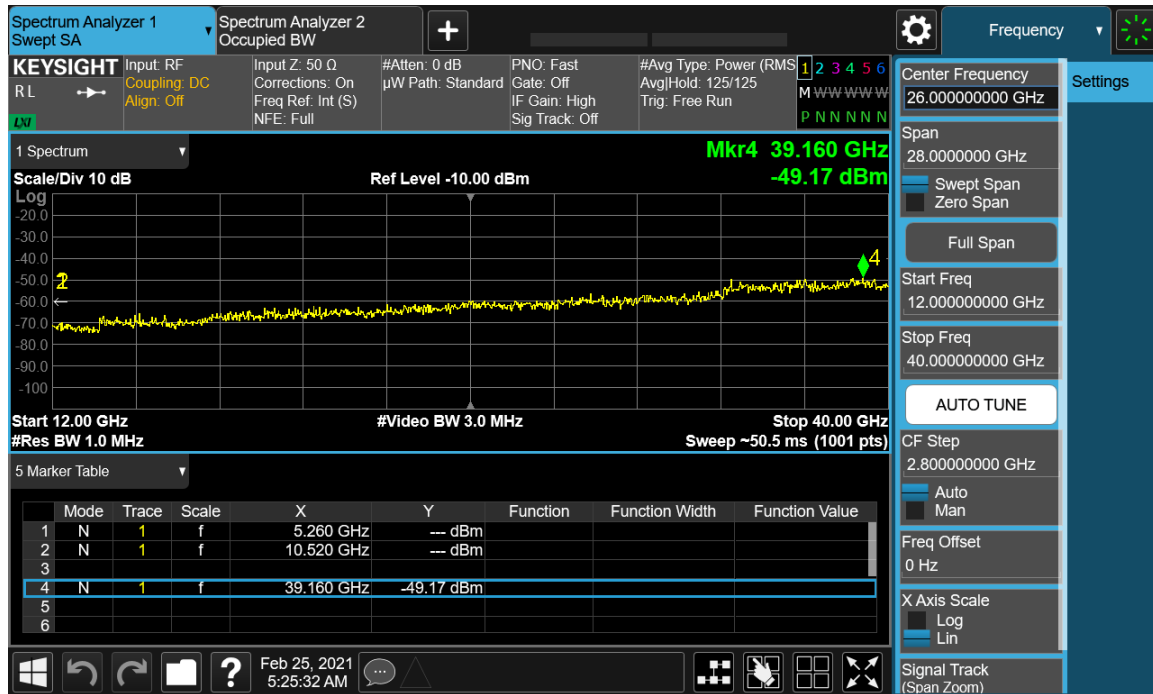 Spectrum Analyzer 1
Swept SA
Spectrum Analyzer 2
Occupied BW
+
Frequency
KEYSIGHT
R L
LXI
Input: RF
Coupling: DC
Align: Off
Input Z: 50 Ω
Corrections: On
Freq Ref: Int (S)
NFE: Full
#Atten: 0 dB
µW Path: Standard
PNO: Fast
Gate: Off
IF Gain: High
Sig Track: Off
#Avg Type: Power (RMS
Avg|Hold: 125/125
Trig: Free Run
1 2 3 4 5 6
M W W W W W
P N N N N N
Center Frequency
26.000000000 GHz
Settings
Span
28.0000000 GHz
Swept Span
Zero Span
Full Span
Start Freq
12.000000000 GHz
Stop Freq
40.000000000 GHz
AUTO TUNE
CF Step
2.800000000 GHz
Auto
Man
Freq Offset
0 Hz
X Axis Scale
Log
Lin
Signal Track
(Span Zoom)
1 Spectrum
Mkr4 39.160 GHz
-49.17 dBm
Scale/Div 10 dB
Ref Level -10.00 dBm
Log
-20.0
-30.0
-40.0
-50.0
-60.0
-70.0
-80.0
-90.0
-100
2
4
Start 12.00 GHz
#Video BW 3.0 MHz
Stop 40.00 GHz
#Res BW 1.0 MHz
Sweep ~50.5 ms (1001 pts)
5 Marker Table
Mode Trace Scale X Y Function Function Width Function Value
1 N 1 f 5.260 GHz --- dBm
2 N 1 f 10.520 GHz --- dBm
3
4 N 1 f 39.160 GHz -49.17 dBm
5
6
?
Feb 25, 2021
5:25:32 AM